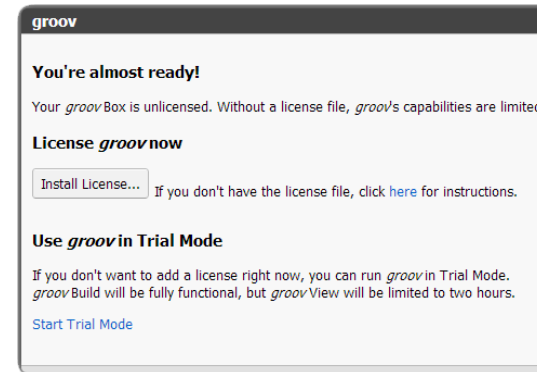 groov
You're almost ready!
Your groov Box is unlicensed. Without a license file, groov's capabilities are limited
License groov now
Install License... If you don't have the license file, click here for instructions.
Use groov in Trial Mode
If you don't want to add a license right now, you can run groov in Trial Mode.
groov Build will be fully functional, but groov View will be limited to two hours.
Start Trial Mode